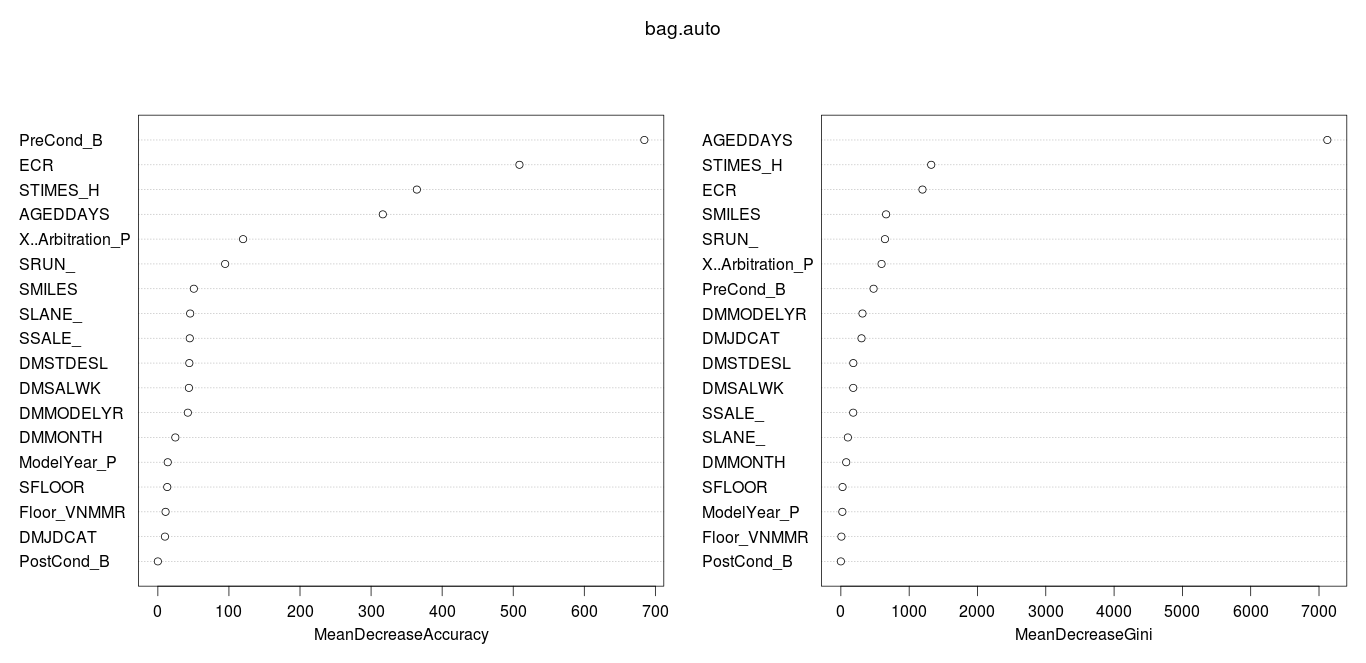 bag.auto
PreCond_B
ECR
STIMES_H
AGEDDAYS
X..Arbitration_P
SRUN_
SMILES
SLANE_
SSALE_
DMSTDESL
DMSALWK
DMMODELYR
DMMONTH
ModelYear_P
SFLOOR
Floor_VNMMR
DMJDCAT
PostCond_B
0 100 200 300 400 500 600 700
MeanDecreaseAccuracy
AGEDDAYS
STIMES_H
ECR
SMILES
SRUN_
X..Arbitration_P
PreCond_B
DMMODELYR
DMJDCAT
DMSTDESL
DMSALWK
SSALE_
SLANE_
DMMONTH
SFLOOR
ModelYear_P
Floor_VNMMR
PostCond_B
0 1000 2000 3000 4000 5000 6000 7000
MeanDecreaseGini